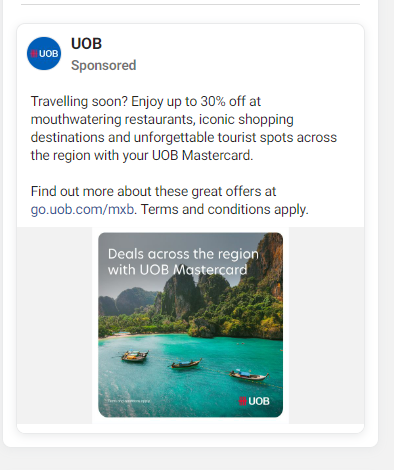 UOB
UOB
Sponsored
Travelling soon? Enjoy up to 30% off at
mouthwatering restaurants, iconic shopping
destinations and unforgettable tourist spots across
the region with your UOB Mastercard.
Find out more about these great offers at
go.uob.com/mxb. Terms and conditions apply.
Deals across the region
with UOB Mastercard
UOB